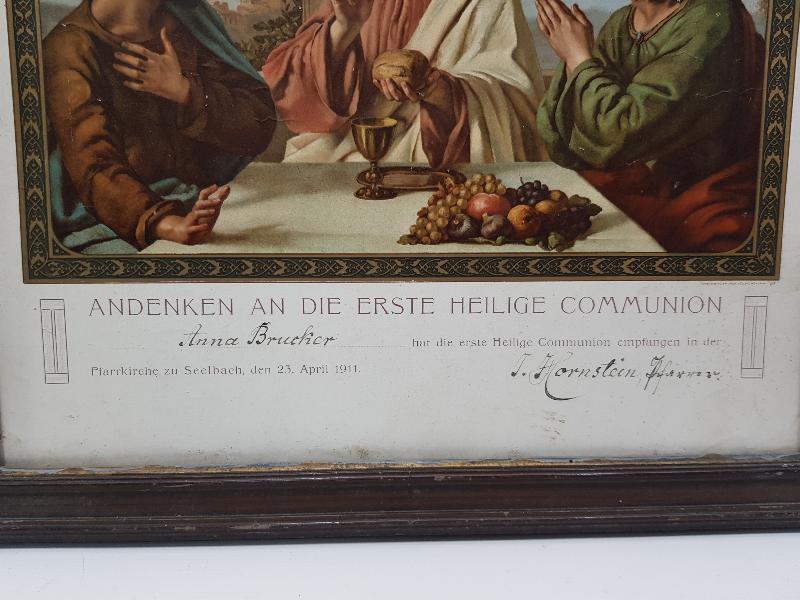 ANDENKEN AN DIE ERSTE HEILIGE COMMUNION
Anna Brucker hat die erste Heilige Communion empfangen in der
Pfarrkirche zu Seelbach, den 23. April 1911. J. Hornstein, Pfarrer.